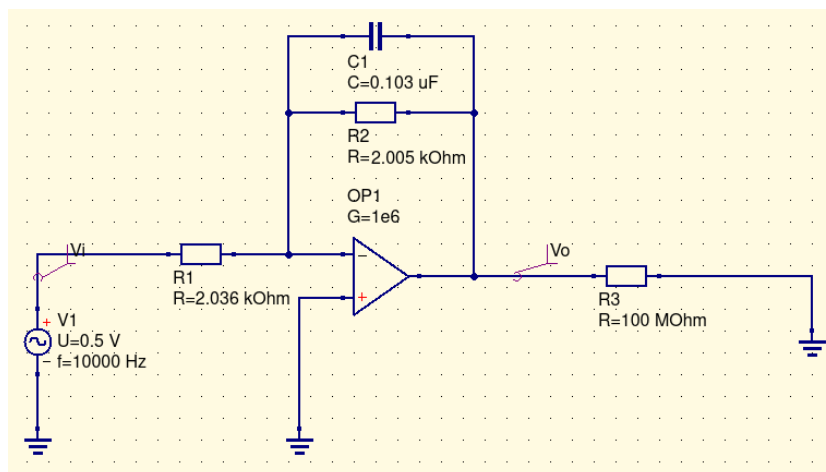 C1
C=0.103 uF
R2
R=2.005 kOhm
OP1
G=1e6
Vi
R1
R=2.036 kOhm
−
+
Vo
R3
R=100 MOhm
+ V1
U=0.5 V
− f=10000 Hz